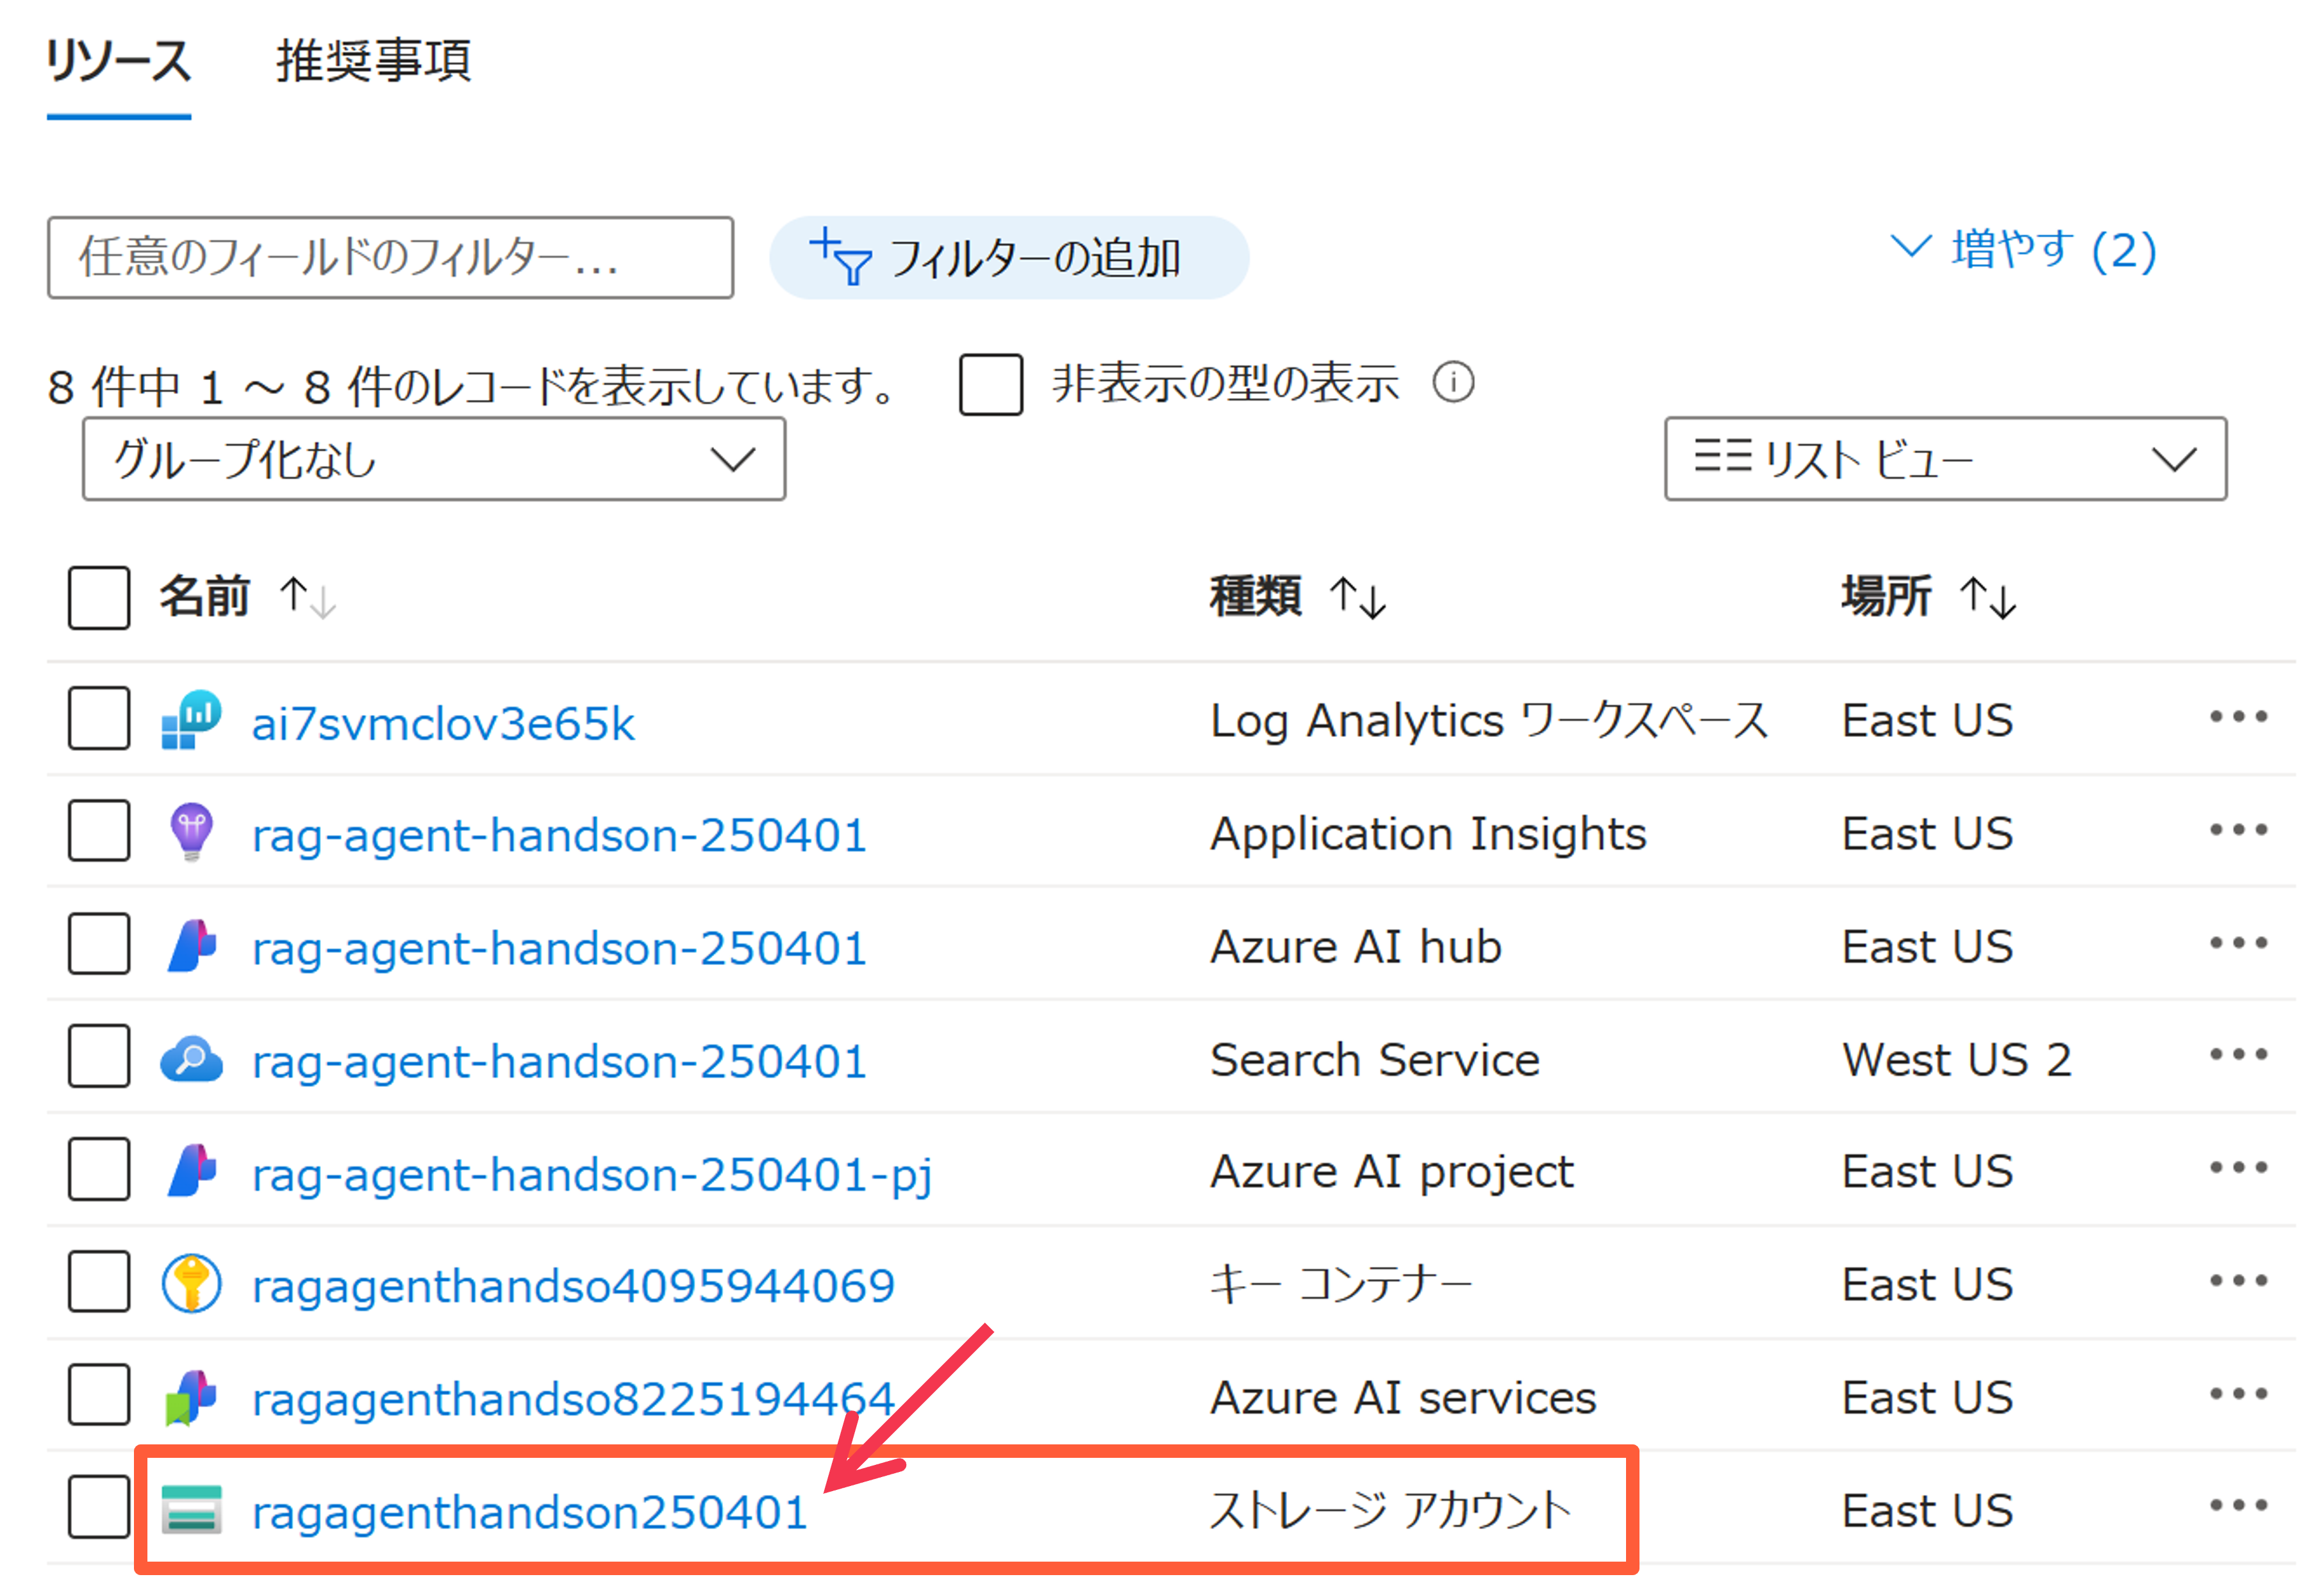 リソース 推奨事項
任意のフィールドのフィルター... フィルターの追加 増やす (2)
8 件中 1 ～ 8 件のレコードを表示しています。 非表示の型の表示
グループ化なし リスト ビュー
名前 ↑↓ 種類 ↑↓ 場所 ↑↓
ai7svmclov3e65k Log Analytics ワークスペース East US
rag-agent-handson-250401 Application Insights East US
rag-agent-handson-250401 Azure AI hub East US
rag-agent-handson-250401 Search Service West US 2
rag-agent-handson-250401-pj Azure AI project East US
ragagenthandso4095944069 キー コンテナー East US
ragagenthandso8225194464 Azure AI services East US
ragagenthandson250401 ストレージ アカウント East US